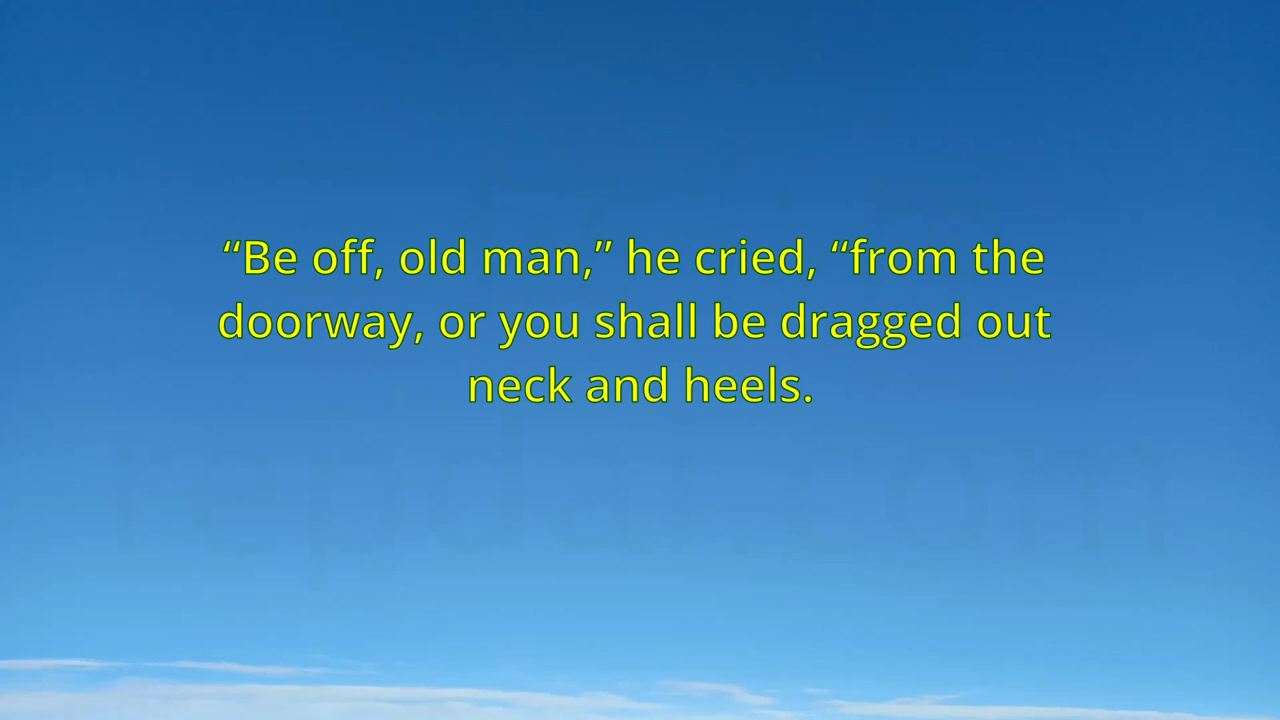 “Be off, old man,” he cried, “from the
doorway, or you shall be dragged out
neck and heels.